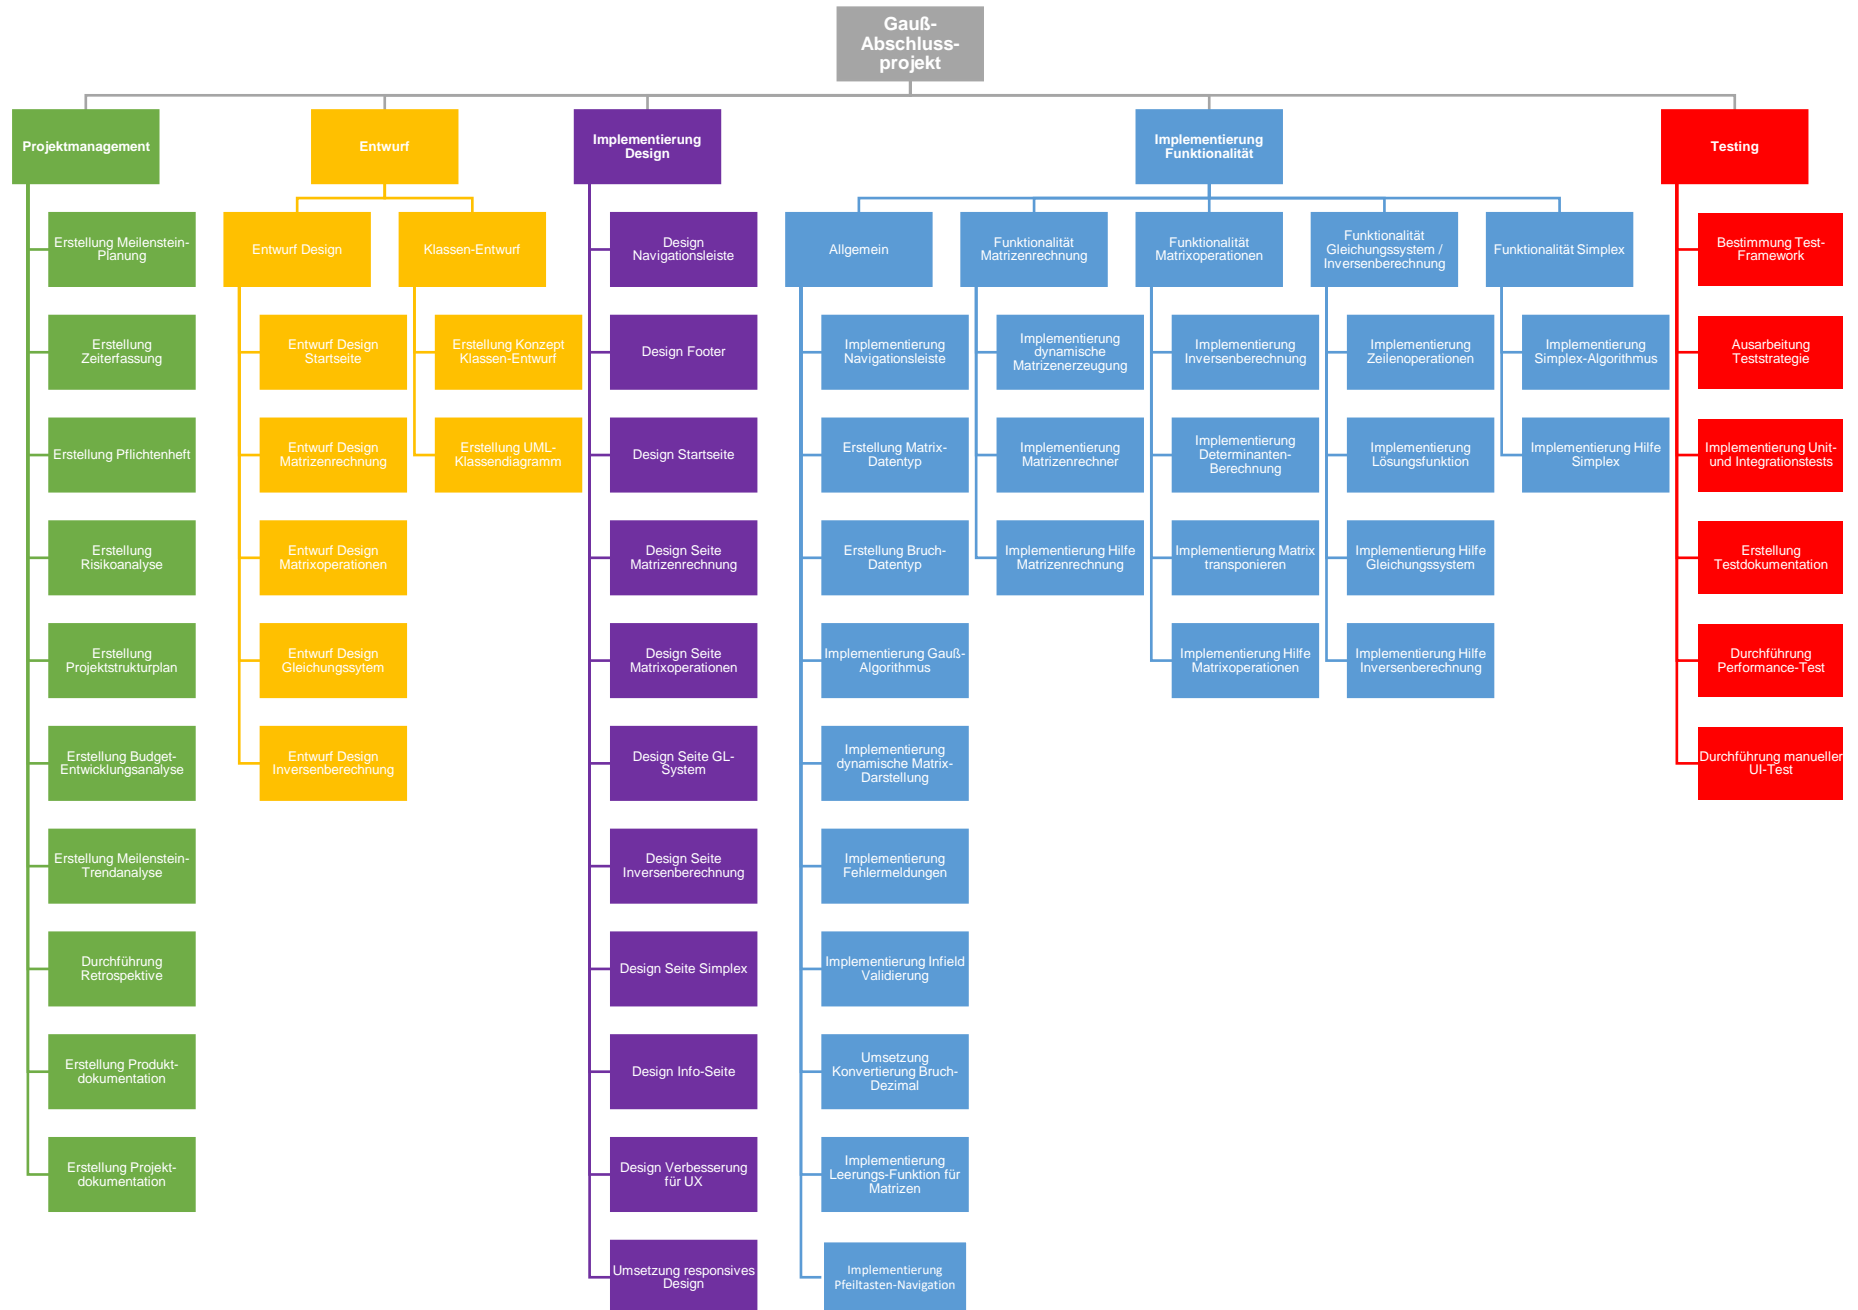 Gauß-
Abschluss-
projekt
Projektmanagement
Erstellung Meilenstein-
Planung
Erstellung
Zeiterfassung
Erstellung Pflichtenheft
Erstellung
Risikoanalyse
Erstellung
Projektstrukturplan
Erstellung Budget-
Entwicklungsanalyse
Erstellung Meilenstein-
Trendanalyse
Durchführung
Retrospektive
Erstellung Produkt-
dokumentation
Erstellung Projekt-
dokumentation
Entwurf
Entwurf Design
Entwurf Design
Startseite
Entwurf Design
Matrizenrechnung
Entwurf Design
Matrixoperationen
Entwurf Design
Gleichungssytem
Entwurf Design
Inversenberechnung
Klassen-Entwurf
Erstellung Konzept
Klassen-Entwurf
Erstellung UML-
Klassendiagramm
Implementierung
Design
Design
Navigationsleiste
Design Footer
Design Startseite
Design Seite
Matrizenrechnung
Design Seite
Matrixoperationen
Design Seite GL-
System
Design Seite
Inversenberechnung
Design Seite Simplex
Design Info-Seite
Design Verbesserung
für UX
Umsetzung responsives
Design
Implementierung
Funktionalität
Allgemein
Implementierung
Navigationsleiste
Erstellung Matrix-
Datentyp
Erstellung Bruch-
Datentyp
Implementierung Gauß-
Algorithmus
Implementierung
dynamische Matrix-
Darstellung
Implementierung
Fehlermeldungen
Implementierung Infield
Validierung
Umsetzung
Konvertierung Bruch-
Dezimal
Implementierung
Leerungs-Funktion für
Matrizen
Implementierung
Pfeiltasten-Navigation
Funktionalität
Matrizenrechnung
Implementierung
dynamische
Matrizenerzeugung
Implementierung
Matrizenrechner
Implementierung Hilfe
Matrizenrechnung
Funktionalität
Matrixoperationen
Implementierung
Inversenberechnung
Implementierung
Determinanten-
Berechnung
Implementierung Matrix
transponieren
Implementierung Hilfe
Matrixoperationen
Funktionalität
Gleichungssystem /
Inversenberechnung
Implementierung
Zeilenoperationen
Implementierung
Lösungsfunktion
Implementierung Hilfe
Gleichungssystem
Implementierung Hilfe
Inversenberechnung
Funktionalität Simplex
Implementierung
Simplex-Algorithmus
Implementierung Hilfe
Simplex
Testing
Bestimmung Test-
Framework
Ausarbeitung
Teststrategie
Implementierung Unit-
und Integrationstests
Erstellung
Testdokumentation
Durchführung
Performance-Test
Durchführung manueller
UI-Test